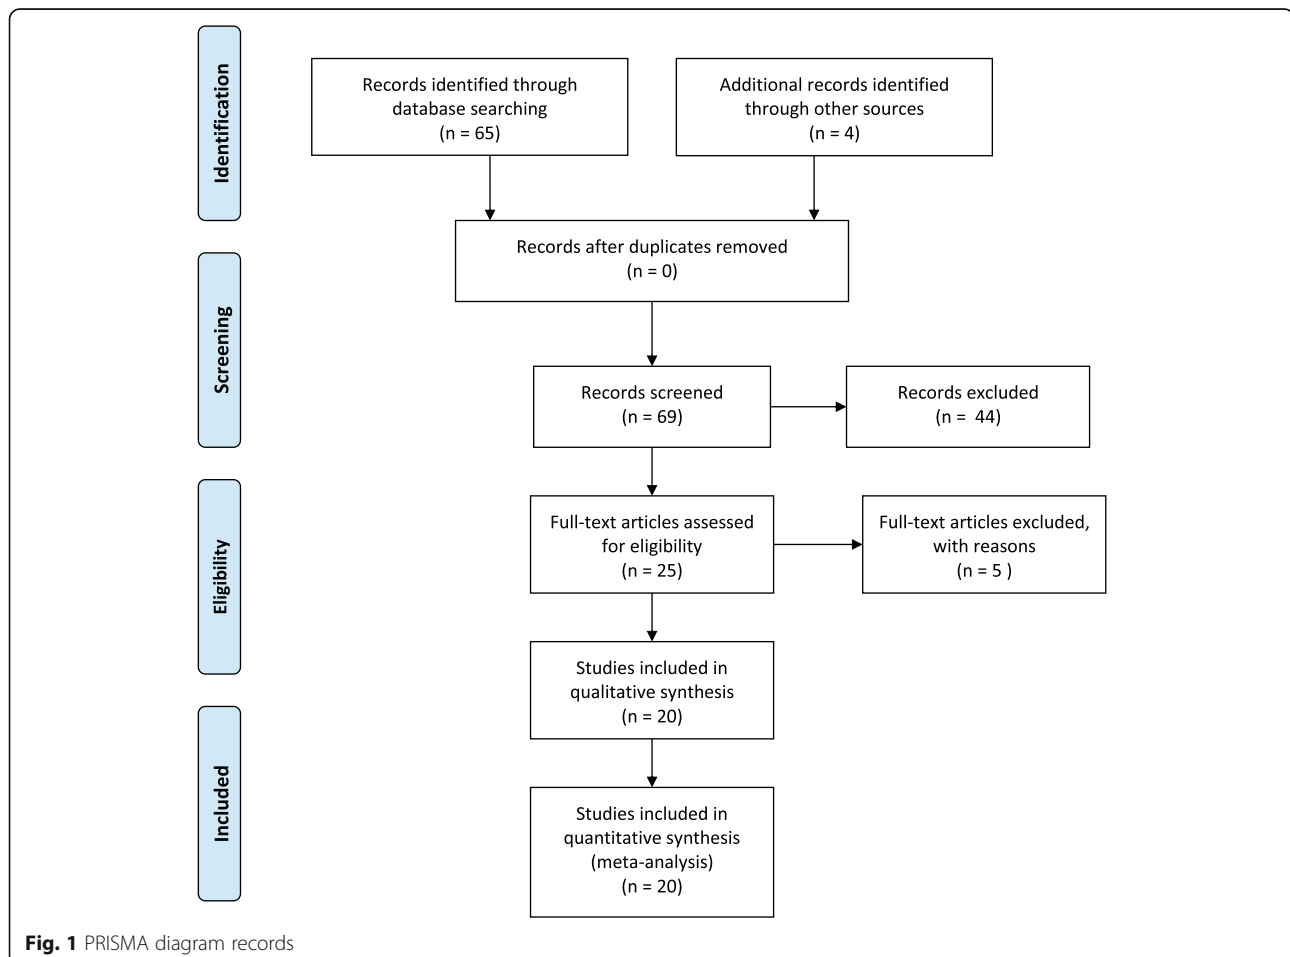 Identification
Records identified through
database searching
(n = 65)
Additional records identified
through other sources
(n = 4)
Records after duplicates removed
(n = 0)
Screening
Records screened
(n = 69)
Records excluded
(n =  44)
Eligibility
Full-text articles assessed
for eligibility
(n = 25)
Full-text articles excluded,
with reasons
(n = 5 )
Studies included in
qualitative synthesis
(n = 20)
Included
Studies included in
quantitative synthesis
(meta-analysis)
(n = 20)
Fig. 1 PRISMA diagram records